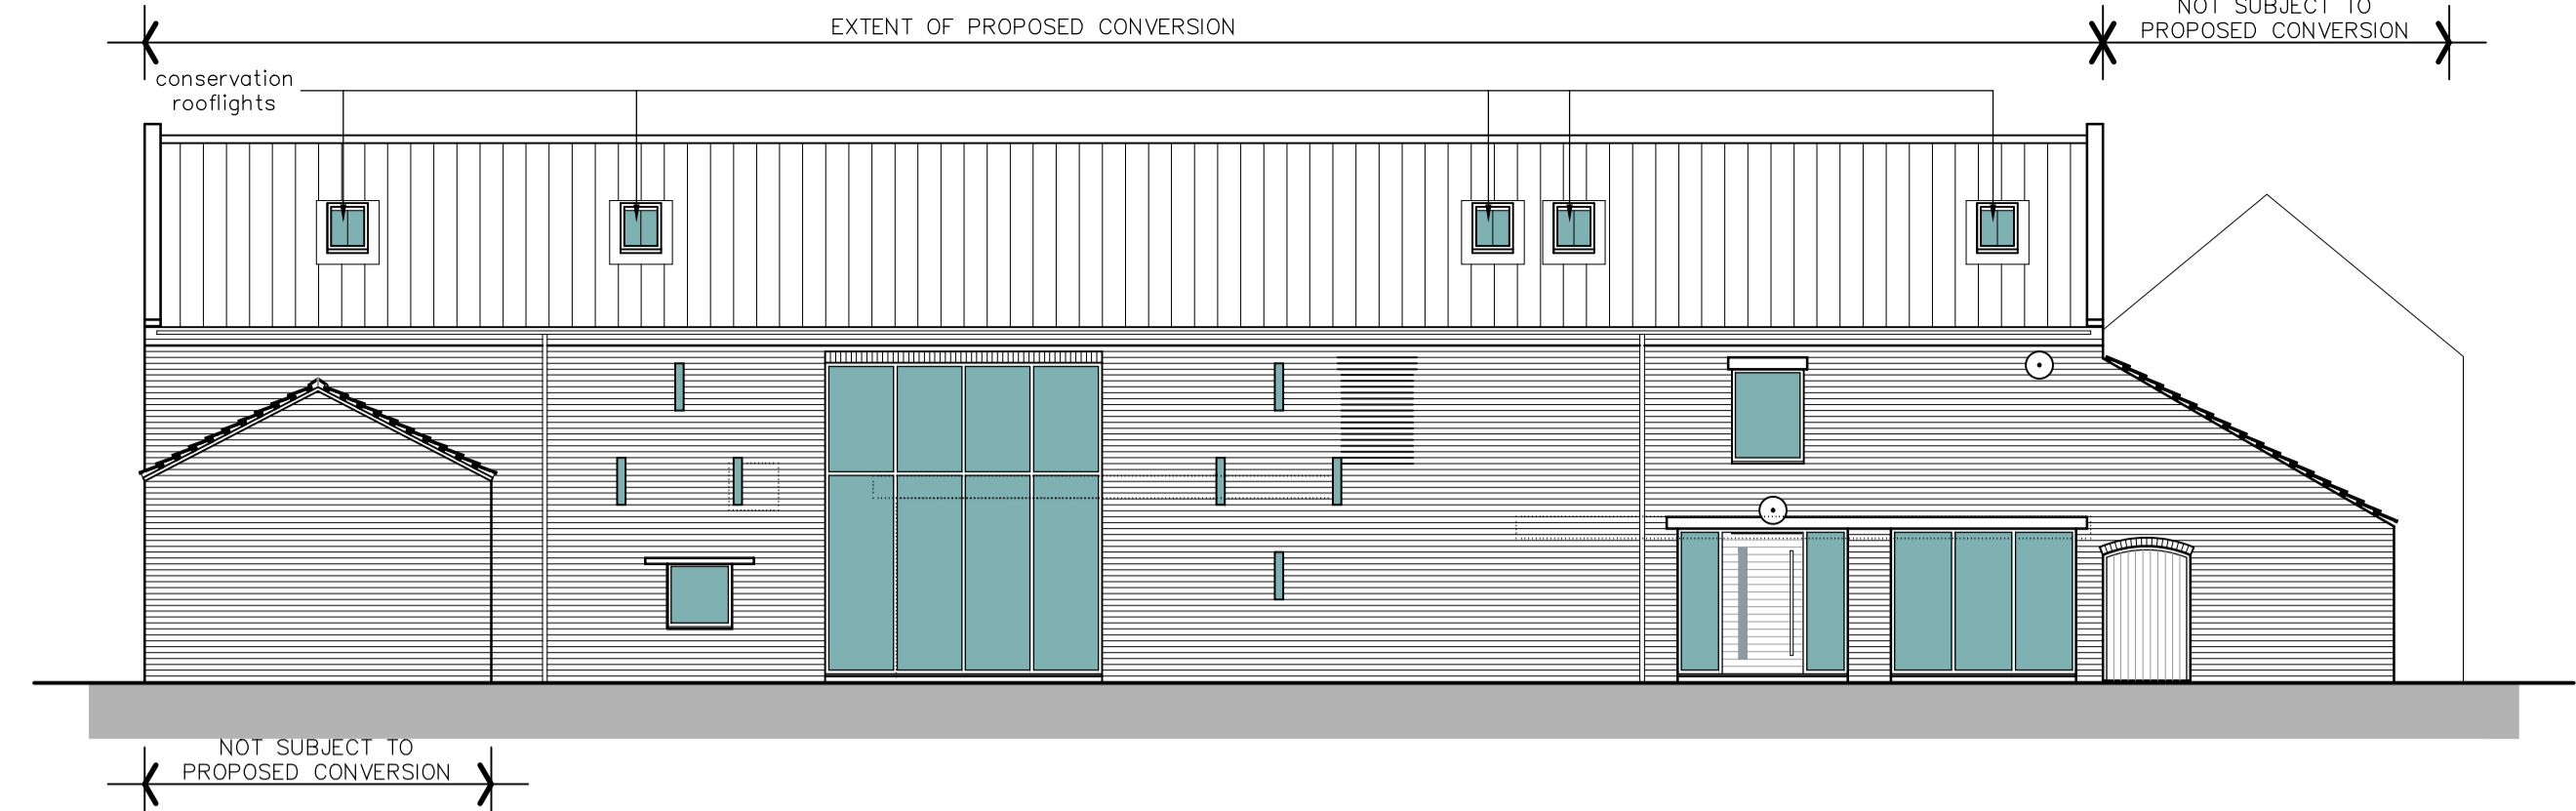 EXTENT OF PROPOSED CONVERSION
NOT SUBJECT TO
PROPOSED CONVERSION
conservation
rooflights
NOT SUBJECT TO
PROPOSED CONVERSION